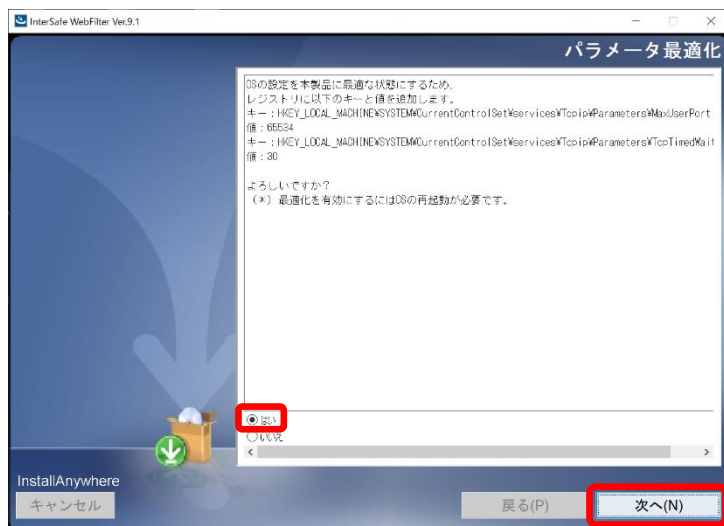 InterSafe WebFilter Ver.9.1
パラメータ最適化
OSの設定を本製品に最適な状態にするため、
レジストリに以下のキーと値を追加します。
キー：HKEY_LOCAL_MACHINE¥SYSTEM¥CurrentControlSet¥services¥Tcpip¥Parameters¥MaxUserPort
値：65534
キー：HKEY_LOCAL_MACHINE¥SYSTEM¥CurrentControlSet¥services¥Tcpip¥Parameters¥TcpTimedWait
値：30
よろしいですか？
（*）最適化を有効にするにはOSの再起動が必要です。
はい
いいえ
InstallAnywhere
キャンセル
戻る(P)
次へ(N)